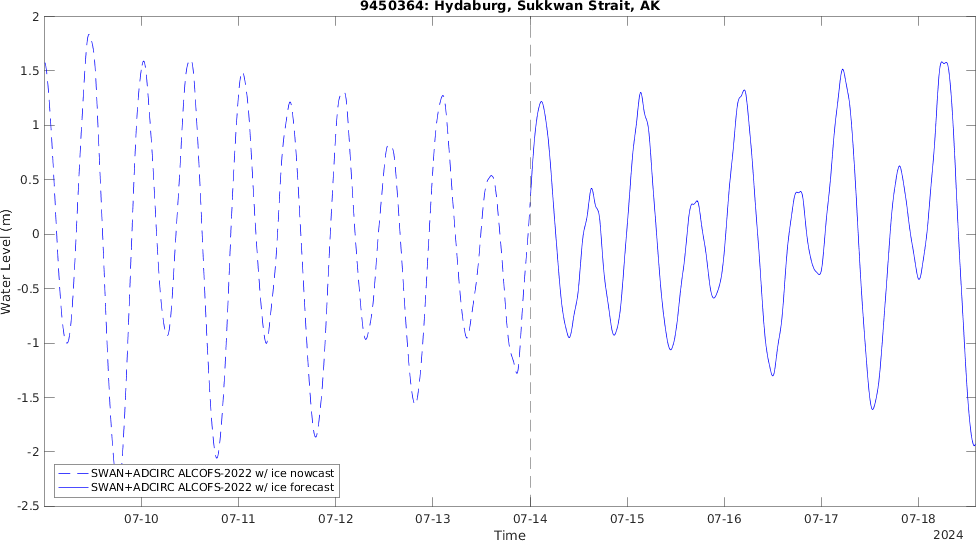 9450364: Hydaburg, Sukkwan Strait, AK
Water Level (m)
2
1.5
1
0.5
0
-0.5
-1
-1.5
-2
-2.5
SWAN+ADCIRC ALCOFS-2022 w/ ice nowcast
SWAN+ADCIRC ALCOFS-2022 w/ ice forecast
07-10 07-11 07-12 07-13 07-14 07-15 07-16 07-17 07-18
Time
2024